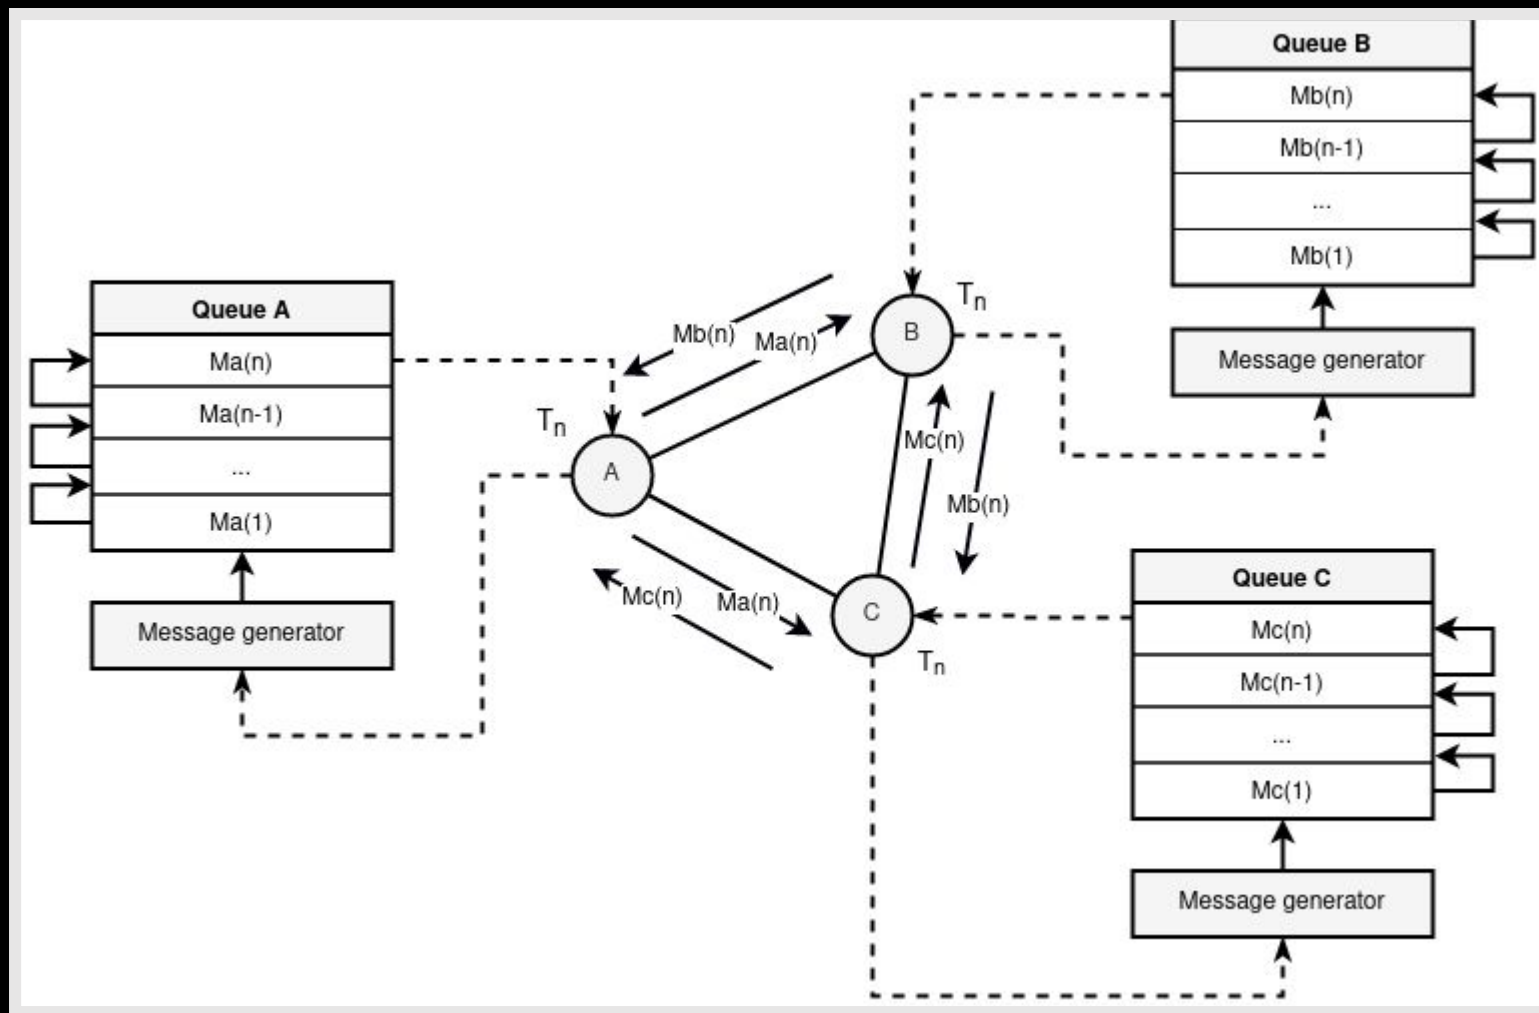 Queue B
Mb(n)
Mb(n-1)
...
Mb(1)
Message generator
Queue A
Ma(n)
Ma(n-1)
...
Ma(1)
Message generator
Tn
B
Mb(n)
Ma(n)
Tn
A
Mc(n)
Mb(n)
Mc(n)
Ma(n)
C
Tn
Queue C
Mc(n)
Mc(n-1)
...
Mc(1)
Message generator